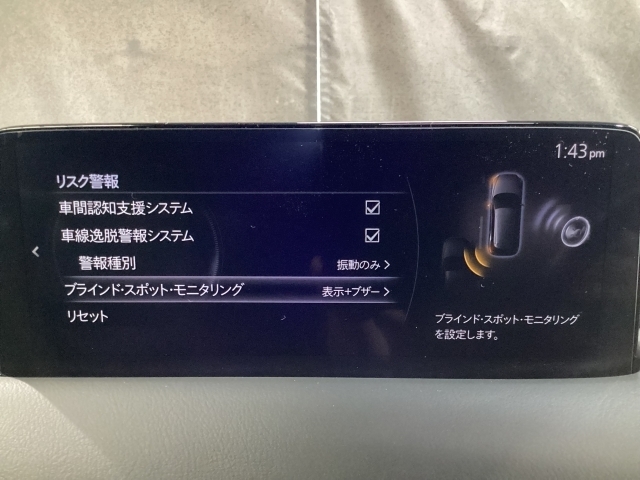 1:43 pm
リスク警報
車間認知支援システム
車線逸脱警報システム
警報種別 振動のみ
ブラインド・スポット・モニタリング 表示+ブザー
リセット
ブラインド・スポット・モニタリング
を設定します。